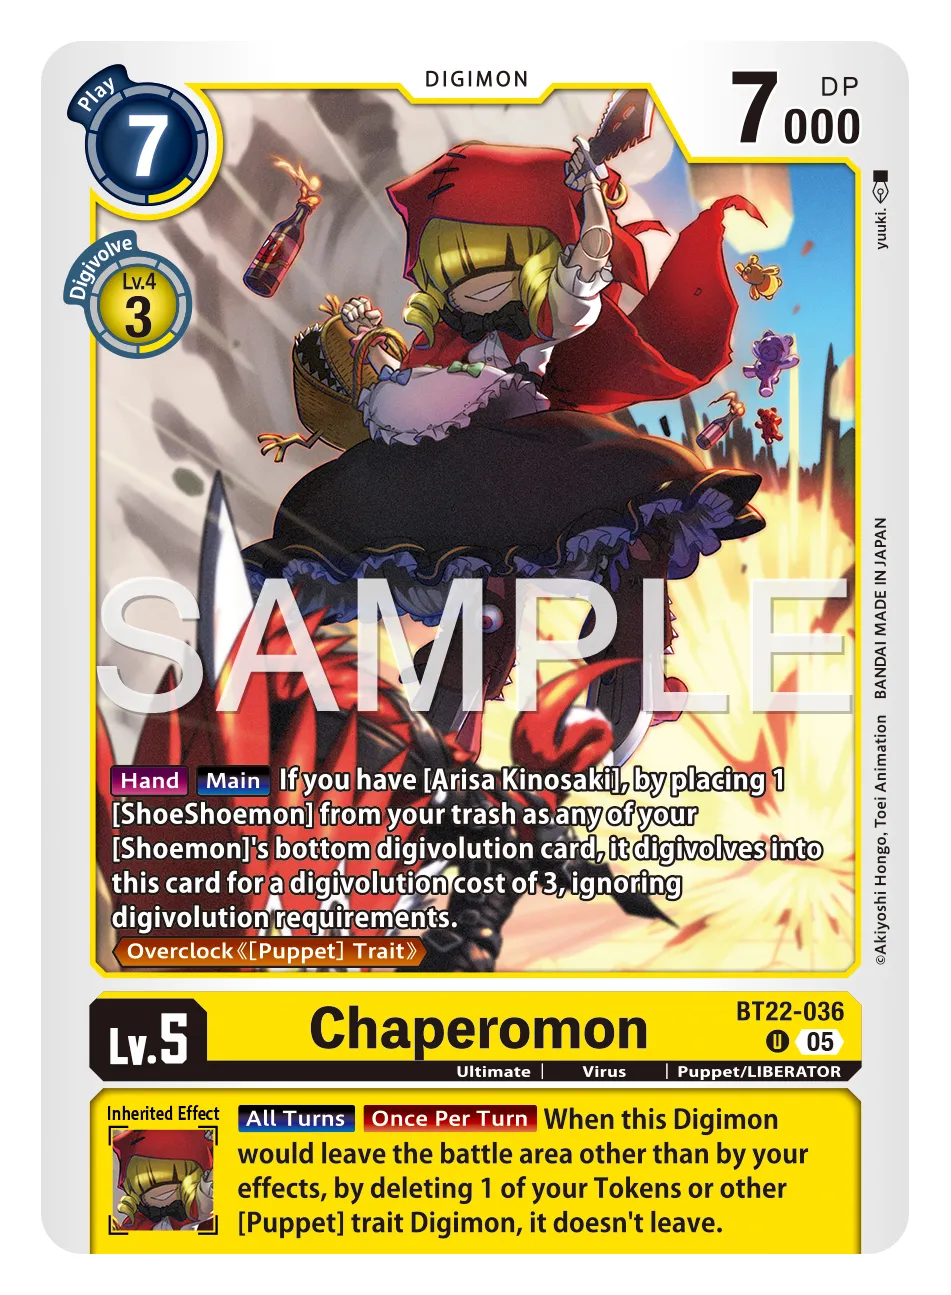 DIGIMON
Play
7
7000
DP
Digivolve
Lv.4
3
yuuki.
SAMPLE
BANDAI MADE IN JAPAN
©Akiyoshi Hongo, Toei Animation
Hand Main If you have [Arisa Kinosaki], by placing 1
[ShoeShoemon] from your trash as any of your
[Shoemon]'s bottom digivolution card, it digivolves into
this card for a digivolution cost of 3, ignoring
digivolution requirements.
Overclock《[Puppet] Trait》
Lv.5
Chaperomon
BT22-036
U 05
Ultimate | Virus | Puppet/LIBERATOR
Inherited Effect
All Turns Once Per Turn When this Digimon
would leave the battle area other than by your
effects, by deleting 1 of your Tokens or other
[Puppet] trait Digimon, it doesn't leave.